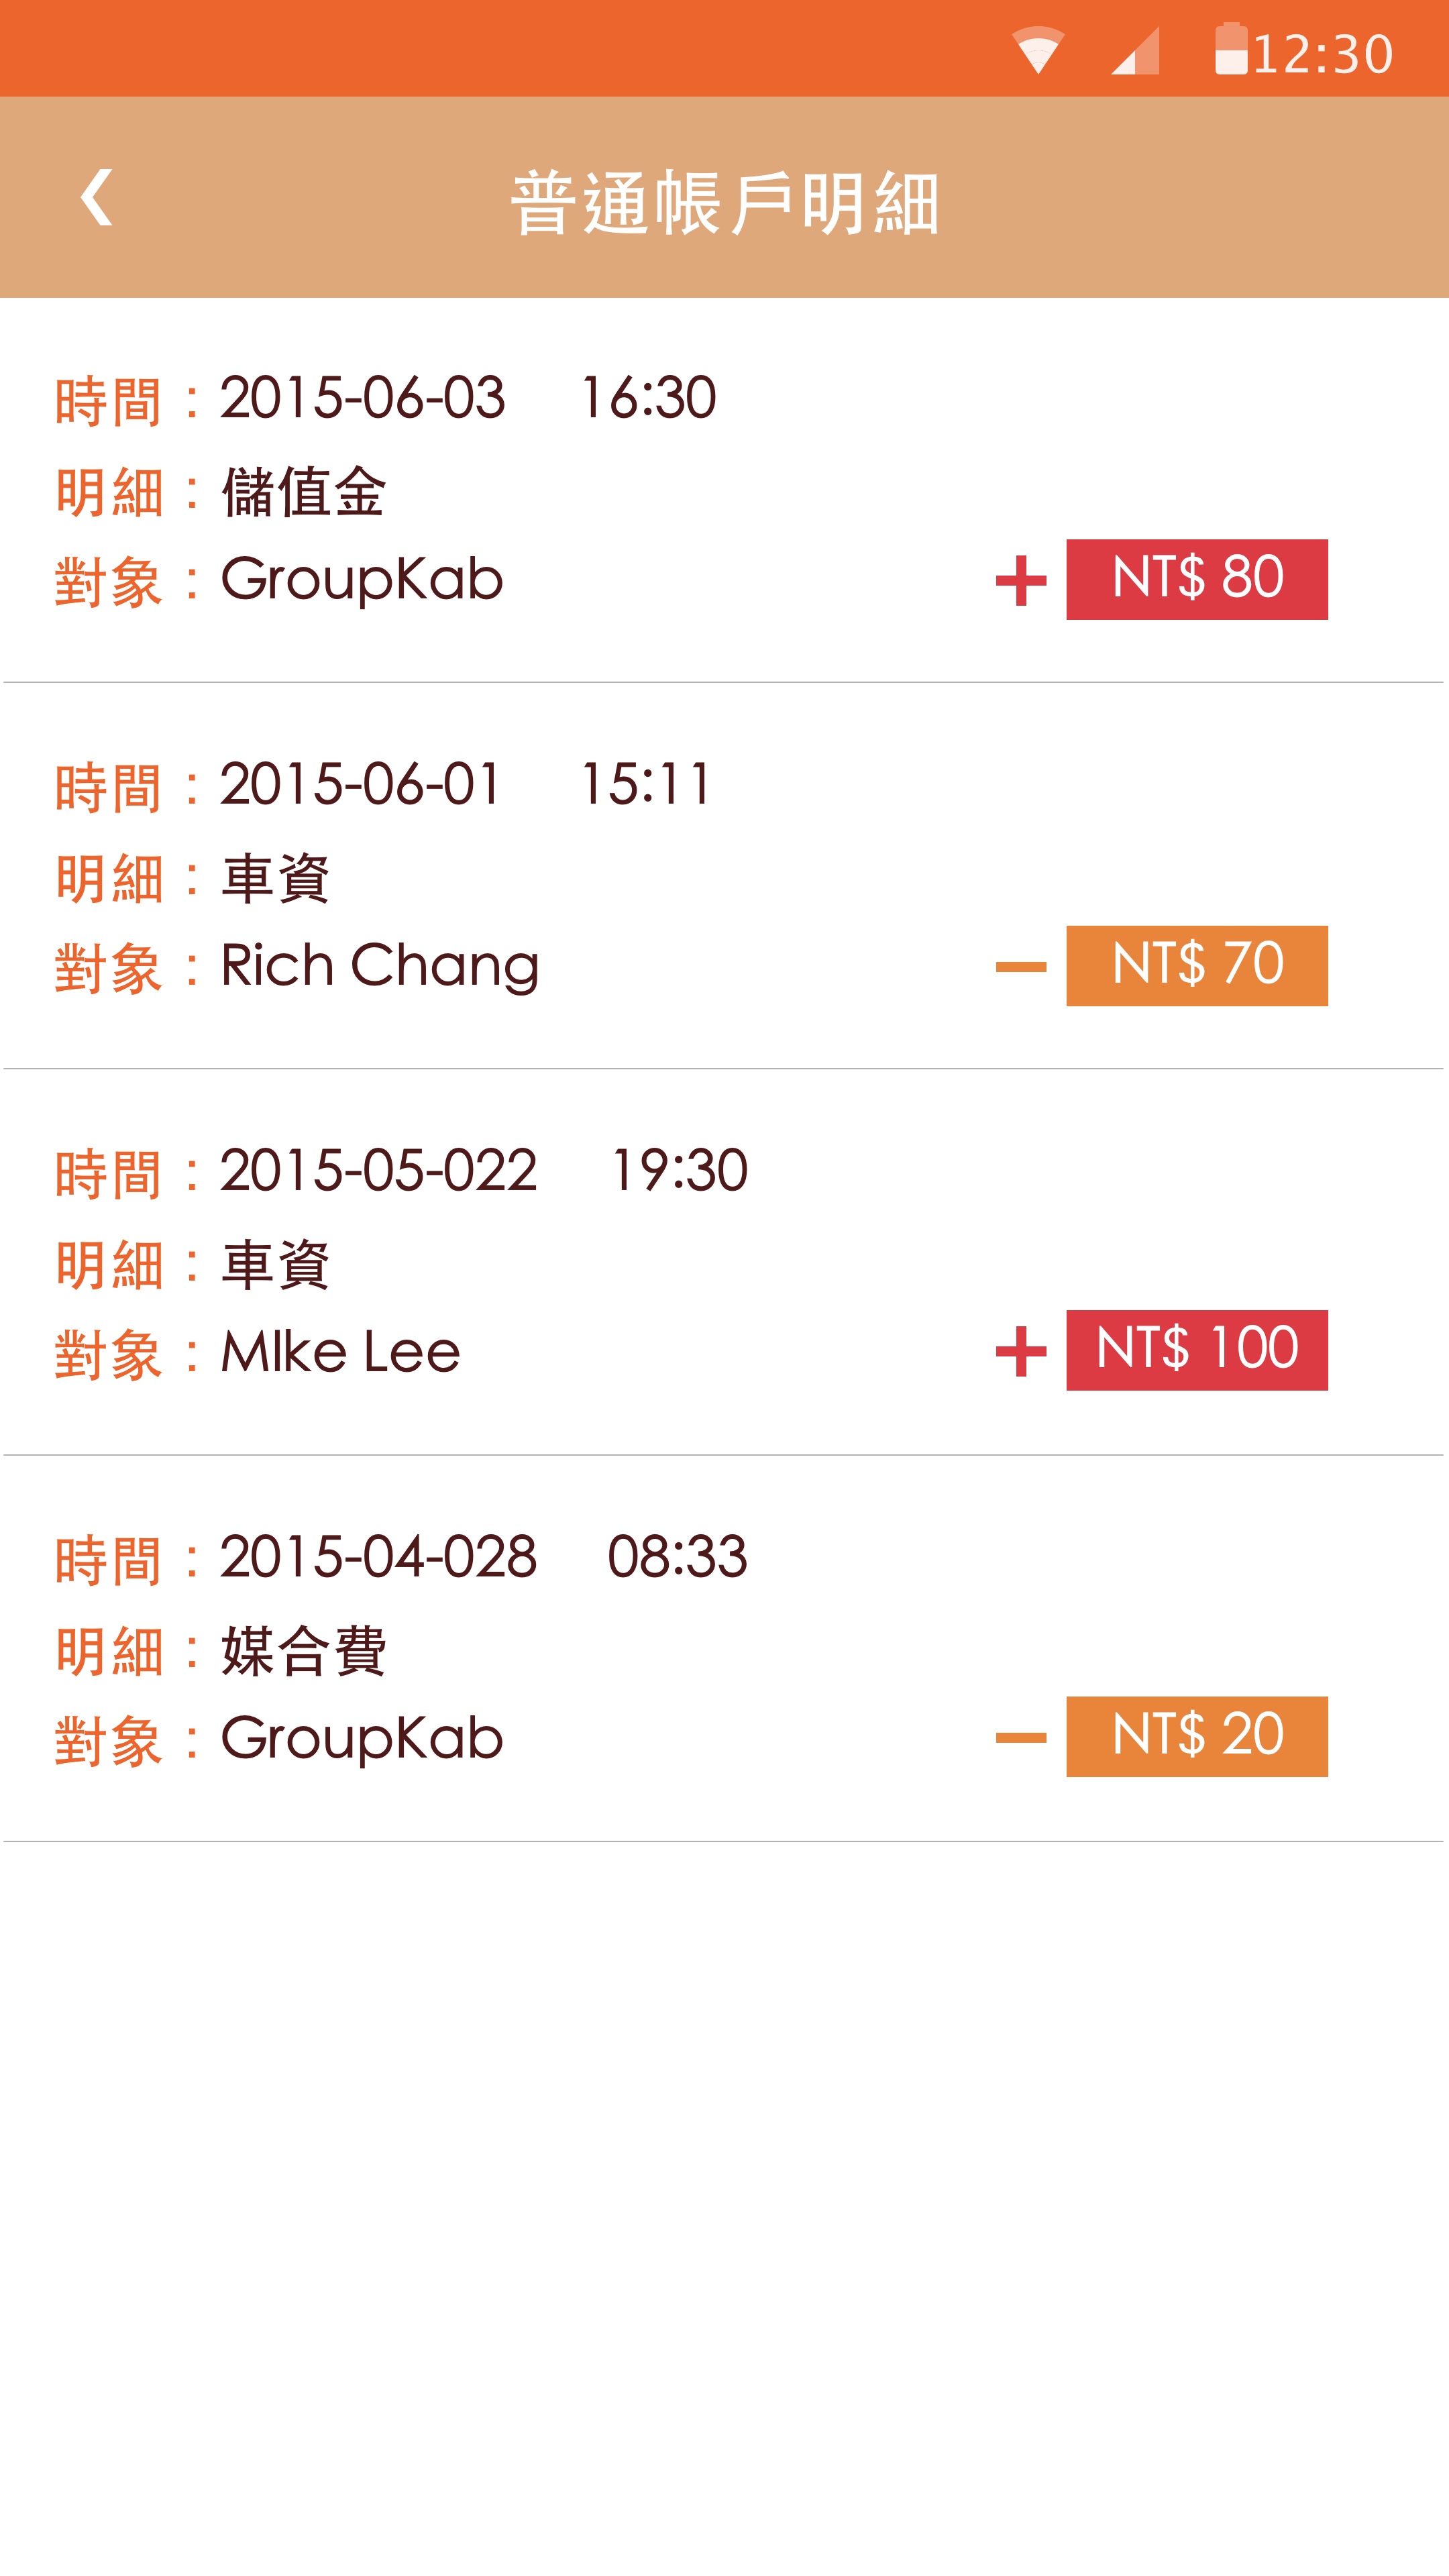 12:30
普通帳戶明細
時間：2015-06-03 16:30
明細：儲值金
對象：GroupKab
+ NT$ 80
時間：2015-06-01 15:11
明細：車資
對象：Rich Chang
− NT$ 70
時間：2015-05-022 19:30
明細：車資
對象：MIke Lee
+ NT$ 100
時間：2015-04-028 08:33
明細：媒合費
對象：GroupKab
− NT$ 20